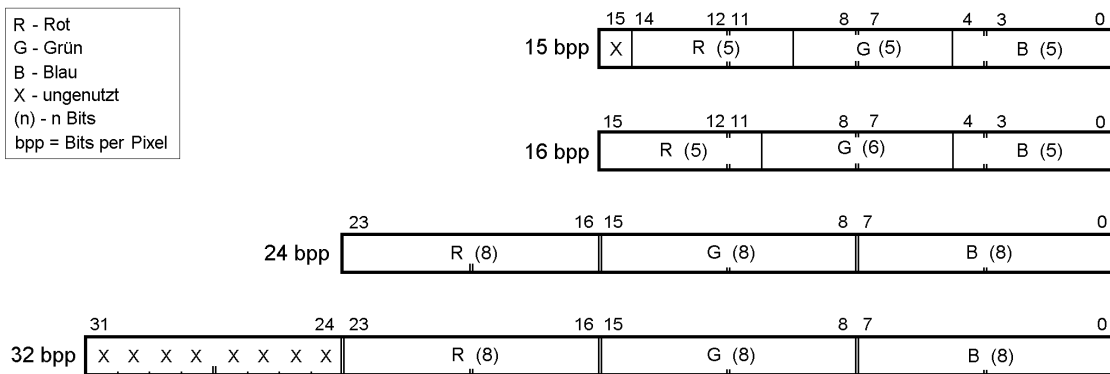 R - Rot
G - Grün
B - Blau
X - ungenutzt
(n) - n Bits
bpp = Bits per Pixel
15 14 12 11 8 7 4 3 0
15 bpp X R (5) G (5) B (5)
15 12 11 8 7 4 3 0
16 bpp R (5) G (6) B (5)
23 16 15 8 7 0
24 bpp R (8) G (8) B (8)
31 24 23 16 15 8 7 0
32 bpp X X X X X X X X R (8) G (8) B (8)